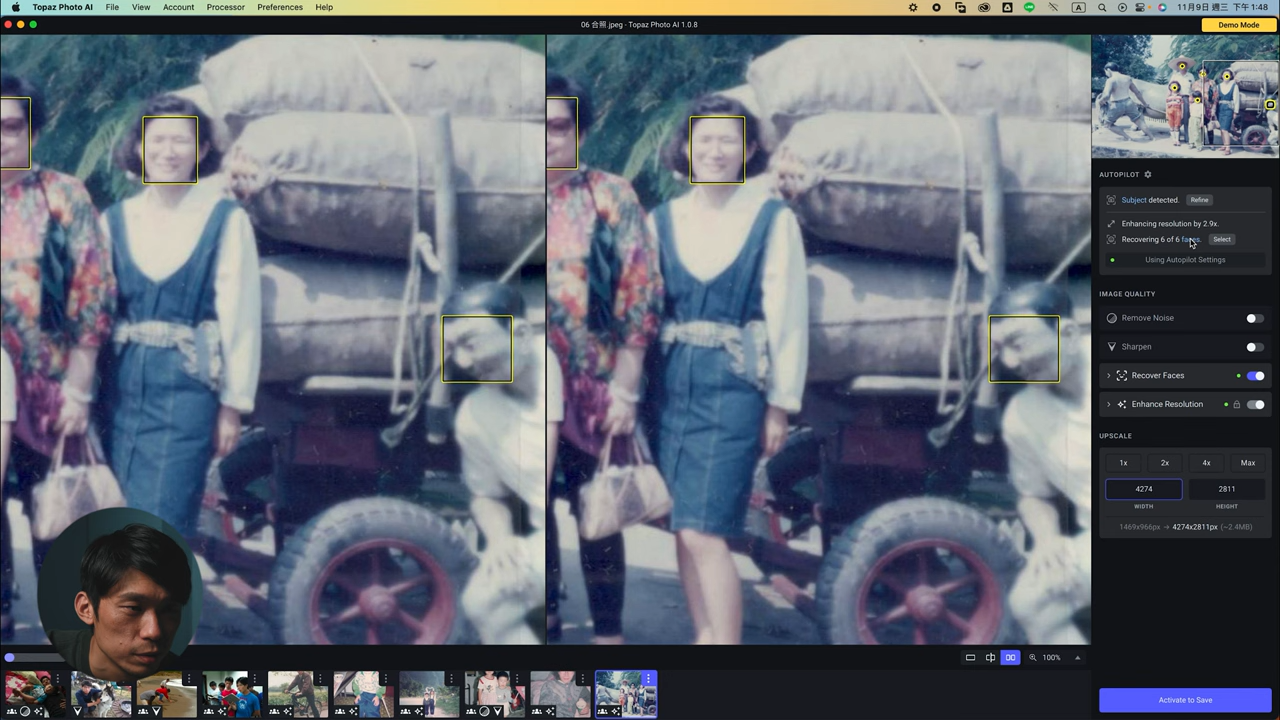 Topaz Photo AI File View Account Processor Preferences Help
A 11月9日 週三 下午 1:48
06 合照.jpeg - Topaz Photo AI 1.0.8
Demo Mode
AUTOPILOT
Subject detected. Refine
Enhancing resolution by 2.9x.
Recovering 6 of 6 faces. Select
Using Autopilot Settings
IMAGE QUALITY
Remove Noise
Sharpen
Recover Faces
Enhance Resolution
UPSCALE
1x 2x 4x Max
4274 2811
WIDTH HEIGHT
1469x966px → 4274x2811px (~2.4MB)
100%
Activate to Save